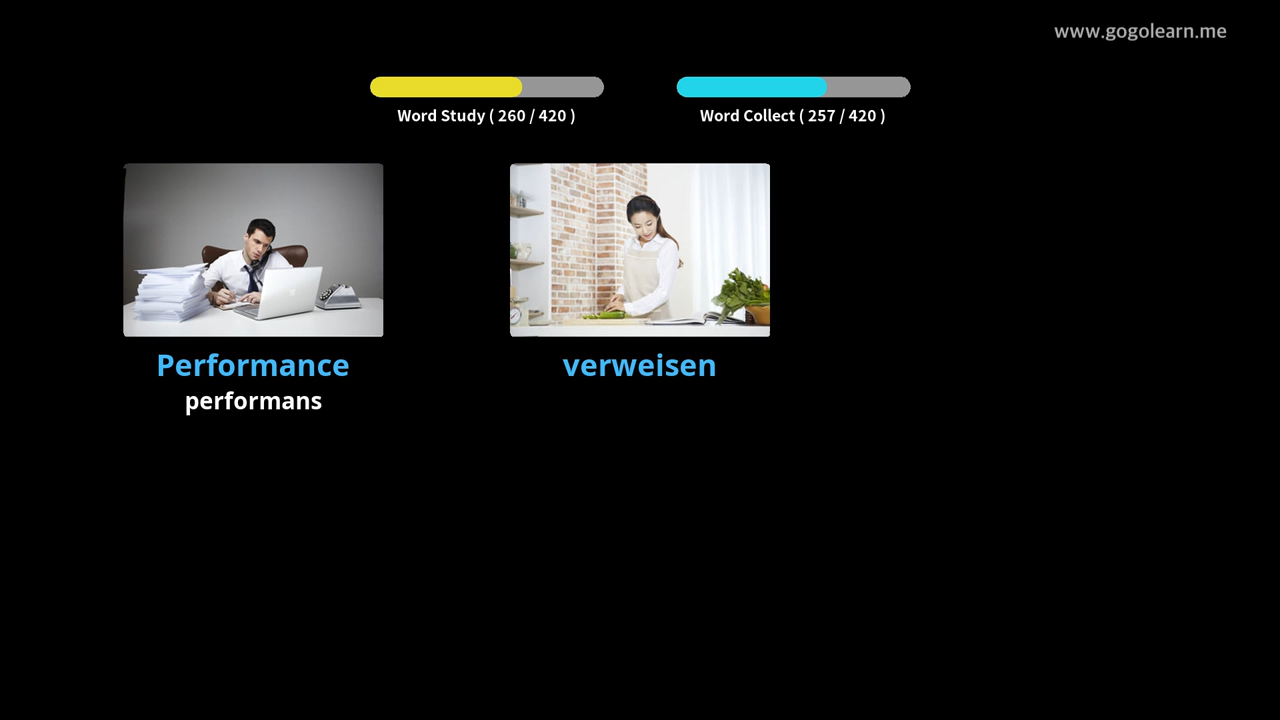 www.gogolearn.me
Word Study ( 260 / 420 )
Word Collect ( 257 / 420 )
Performance
performans
verweisen